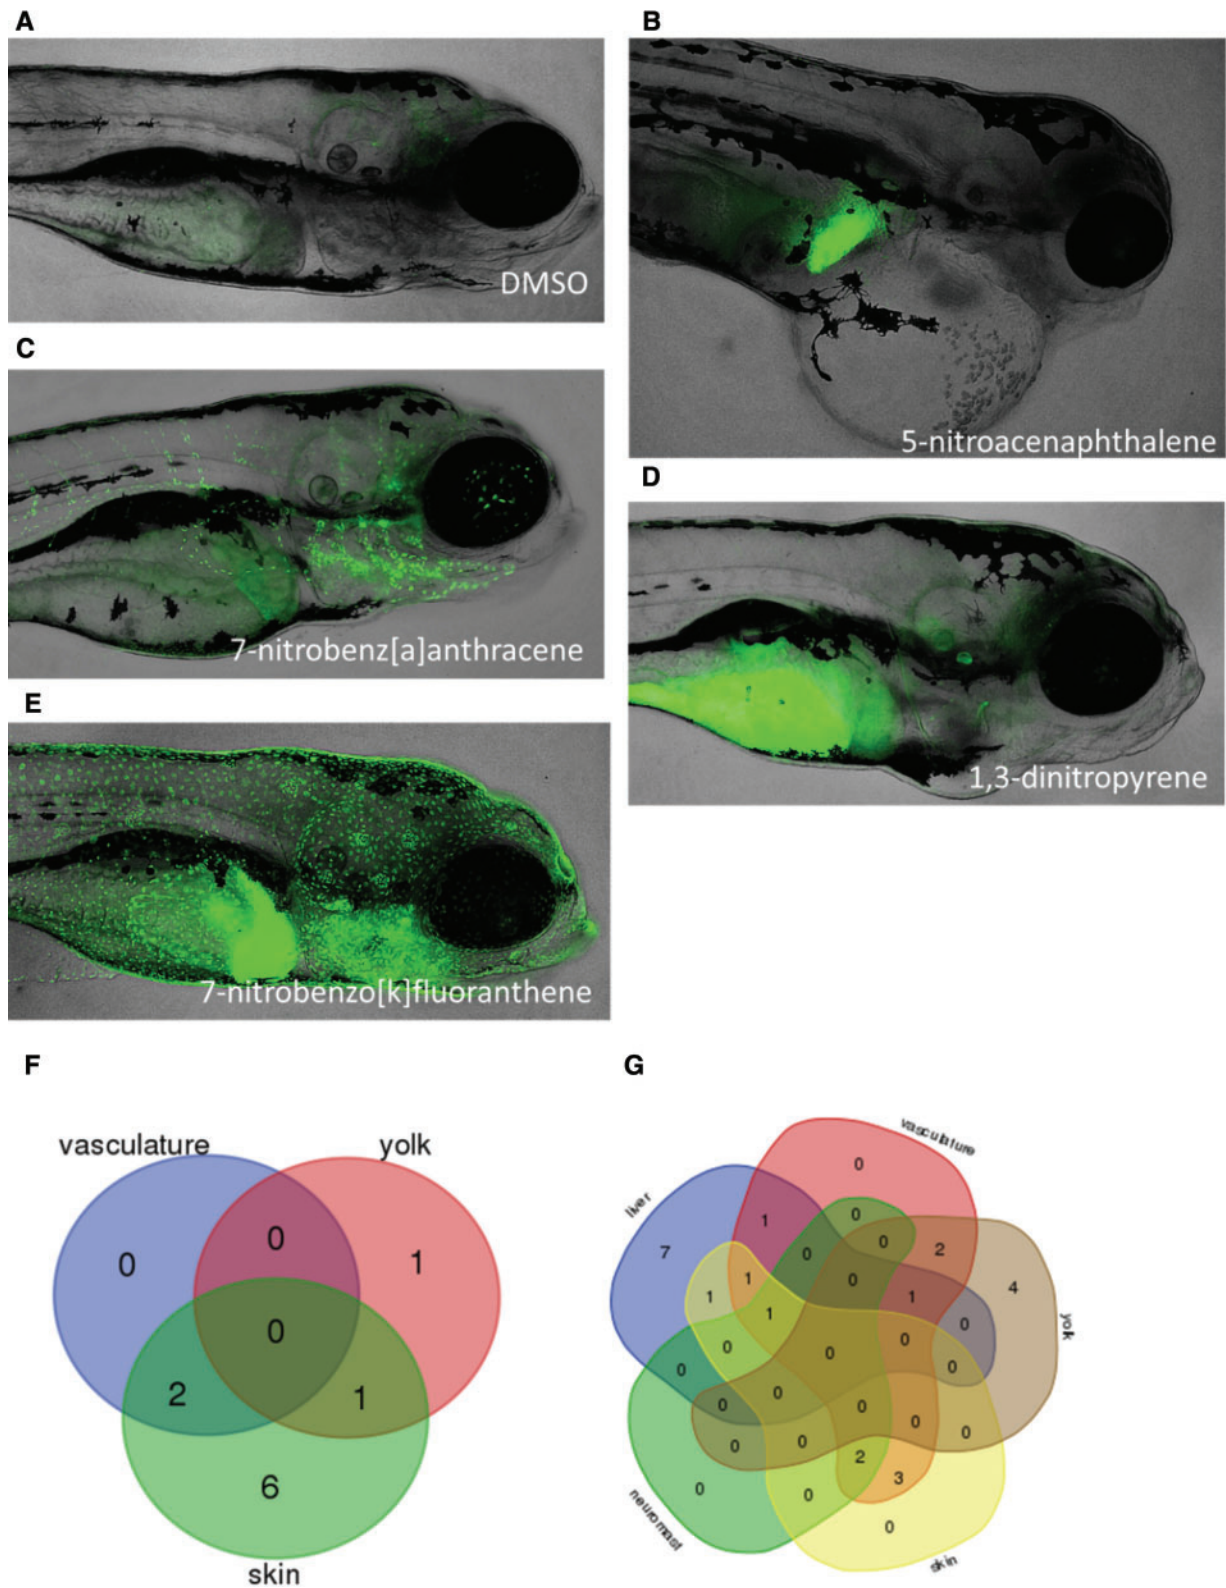 A
B
DMSO
C
5-nitroacenaphthalene
D
7-nitrobenz[a]anthracene
E
1,3-dinitropyrene
7-nitrobenzo[k]fluoranthene
F
G
vasculature
yolk
0
0
1
0
2
1
6
skin
vasculature
liver
yolk
neuromast
skin
0
1
0
7
0
0
2
1
0
4
1
1
1
0
0
0
0
0
0
0
0
0
0
0
0
0
0
2
3
0
0
0